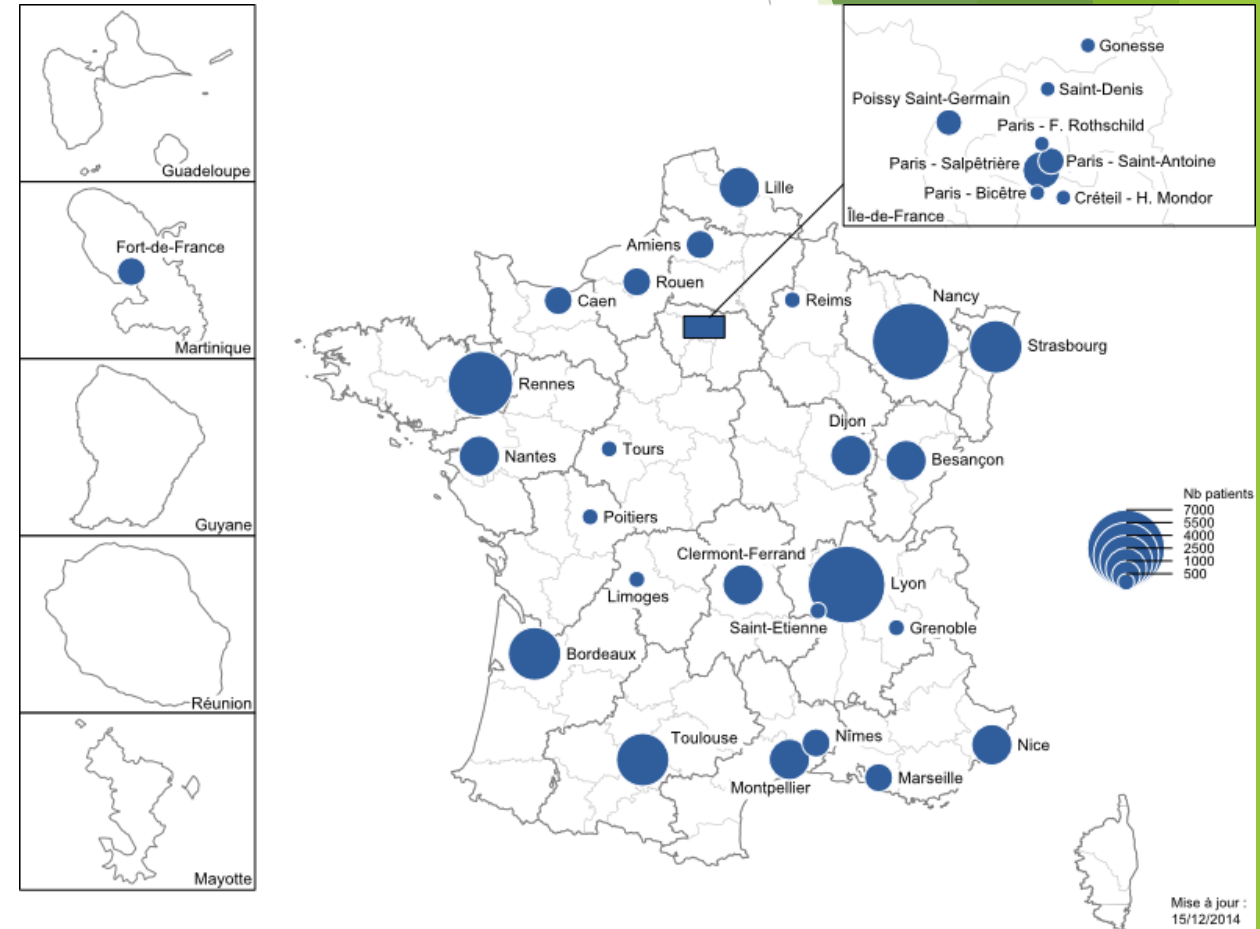 Guadeloupe
Fort-de-France
Martinique
Guyane
Réunion
Mayotte
Gonesse
Saint-Denis
Poissy Saint-Germain
Paris - F. Rothschild
Paris - Salpêtrière
Paris - Saint-Antoine
Paris - Bicêtre
Créteil - H. Mondor
Île-de-France
Lille
Amiens
Rouen
Caen
Reims
Nancy
Strasbourg
Rennes
Dijon
Nantes
Tours
Besançon
Poitiers
Clermont-Ferrand
Lyon
Limoges
Saint-Etienne
Grenoble
Bordeaux
Toulouse
Nîmes
Nice
Montpellier
Marseille
Nb patients
7000
5500
4000
2500
1000
500
Mise à jour :
15/12/2014